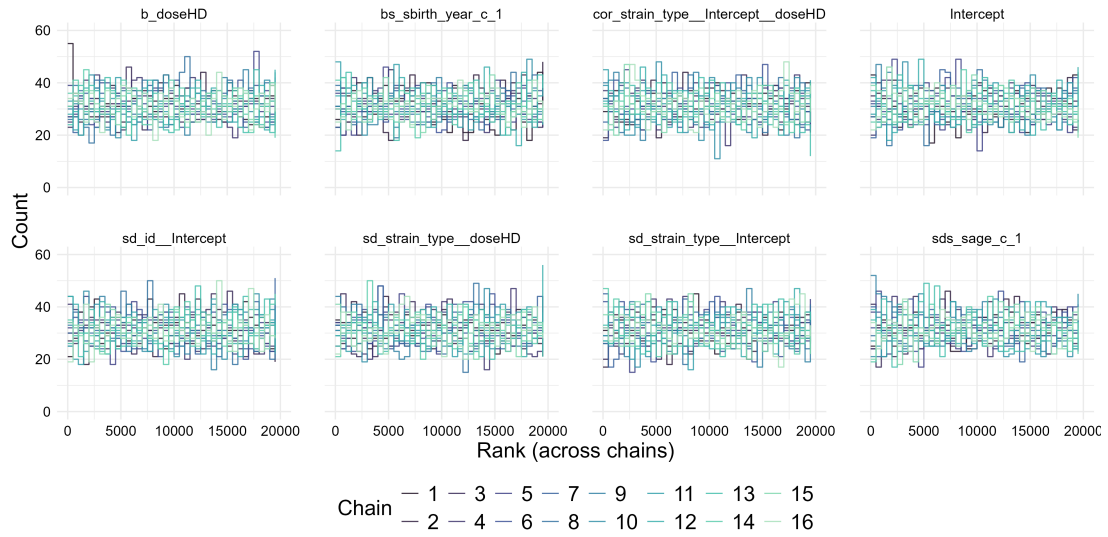 b_doseHD bs_sbirth_year_c_1 cor_strain_type__Intercept__doseHD Intercept
60
40
20
0
Count
sd_id__Intercept sd_strain_type__doseHD sd_strain_type__Intercept sds_sage_c_1
60
40
20
0
0 5000 10000 15000 20000 0 5000 10000 15000 20000 0 5000 10000 15000 20000 0 5000 10000 15000 20000
Rank (across chains)
Chain
1 3 5 7 9 11 13 15
2 4 6 8 10 12 14 16